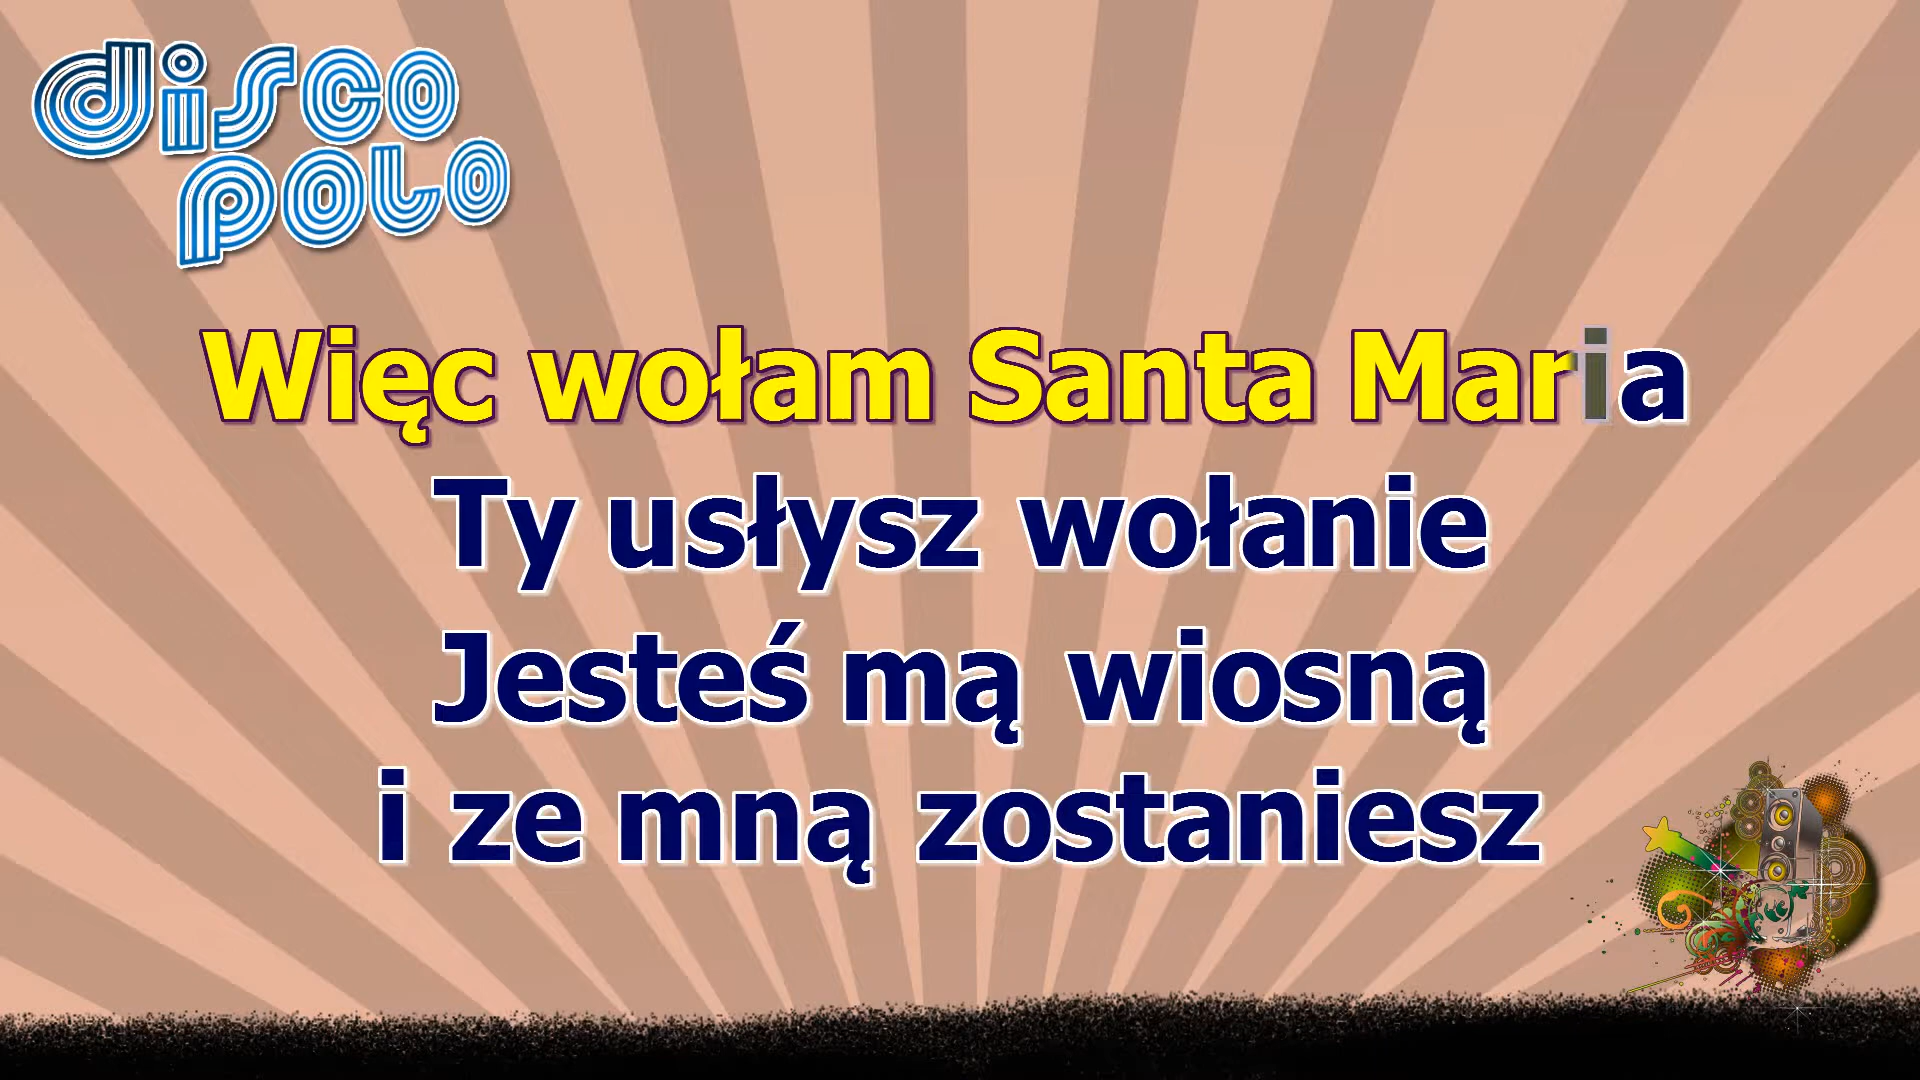 disco
polo
Więc wołam Santa Maria
Ty usłysz wołanie
Jesteś mą wiosną
i ze mną zostaniesz